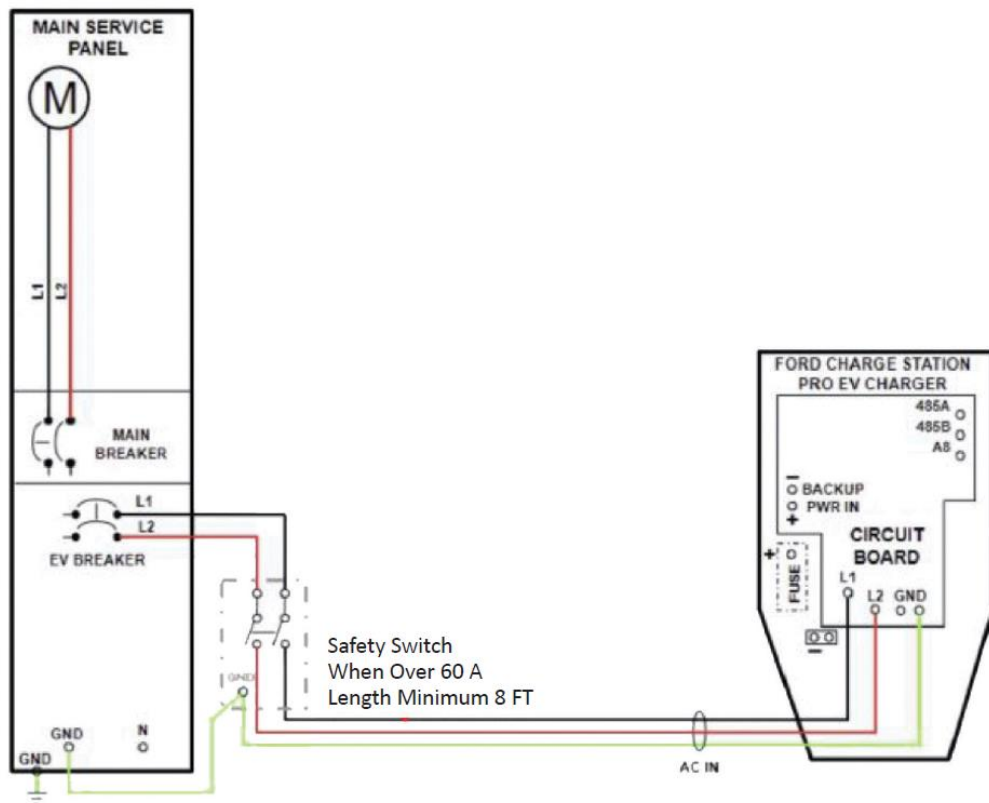 MAIN SERVICE
PANEL
M
L1
L2
MAIN
BREAKER
L1
L2
EV BREAKER
GND
Safety Switch
When Over 60 A
Length Minimum 8 FT
GND
N
GND
AC IN
FORD CHARGE STATION
PRO EV CHARGER
485A
485B
A8
−
BACKUP
PWR IN
+
CIRCUIT
BOARD
+
FUSE
L1
L2 GND
−